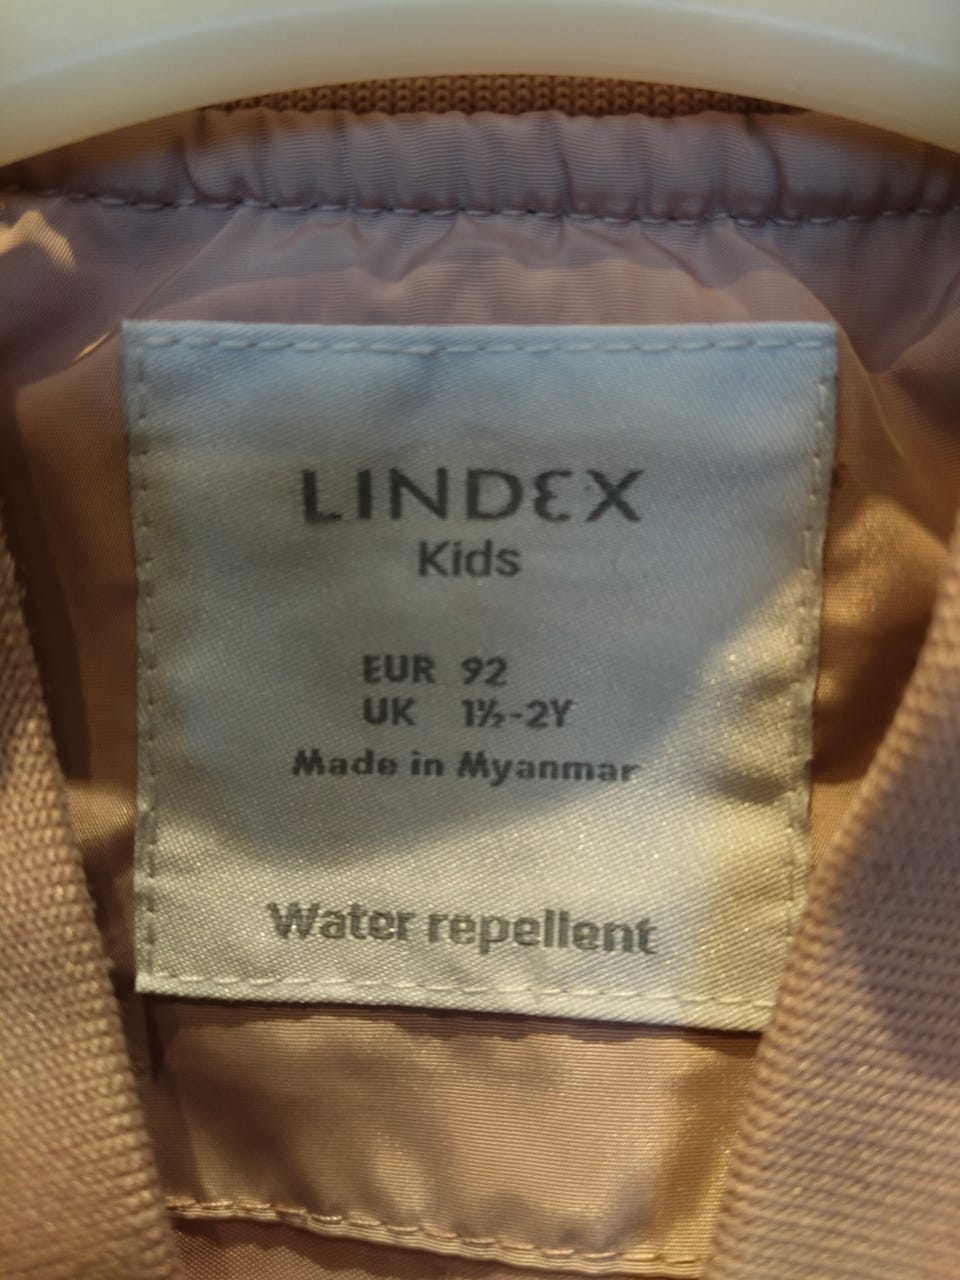 LINDEX
Kids
EUR 92
UK 1½-2Y
Made in Myanmar
Water repellent